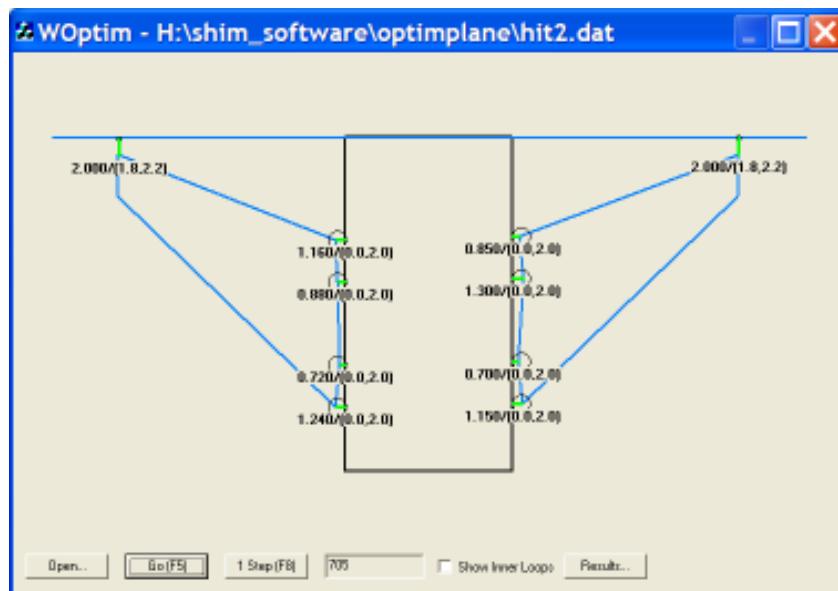 WOptim - H:\shim_software\optimplane\hit2.dat
2.000/(1.8,2.2) 2.000/(1.8,2.2)
1.160/(0.0,2.0) 0.850/(0.0,2.0)
0.880/(0.0,2.0) 1.300/(0.0,2.0)
0.720/(0.0,2.0) 0.700/(0.0,2.0)
1.240/(0.0,2.0) 1.150/(0.0,2.0)
Open... Go (F5) 1 Step (F8) 705 Show Inner Loops Results...